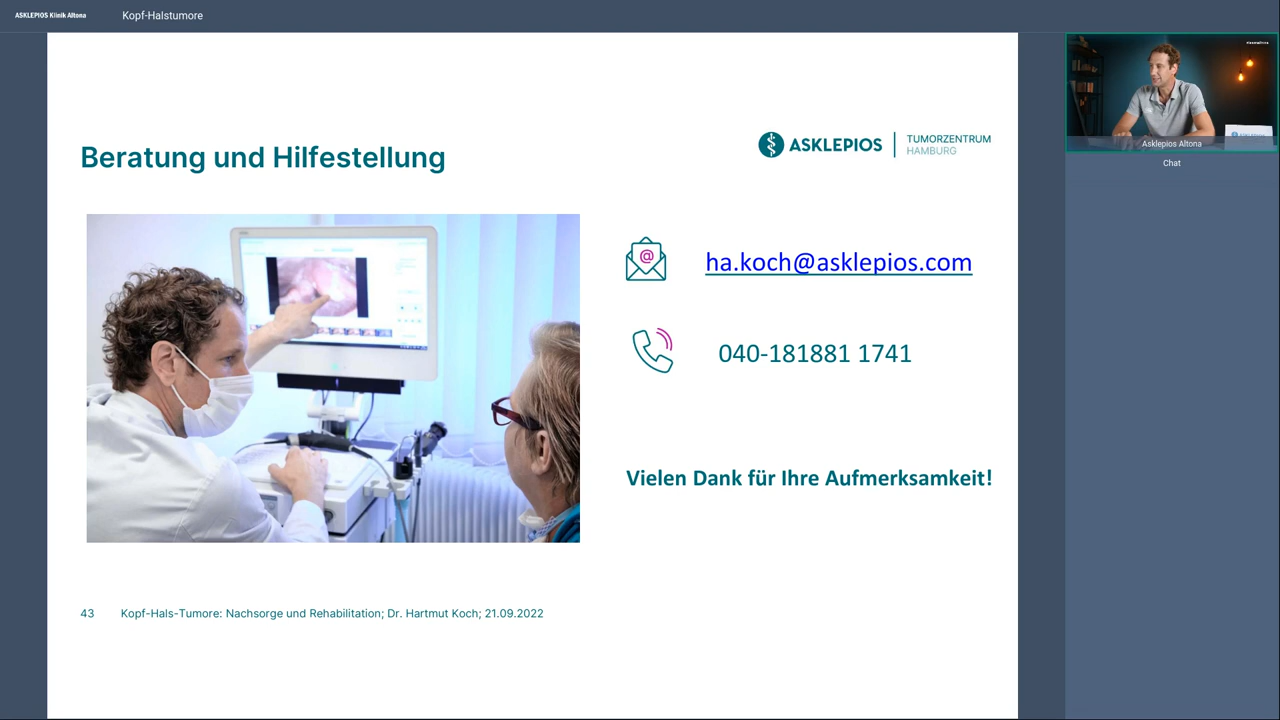 ASKLEPIOS Klinik Altona
Kopf-Halstumore
Asklepios Altona
Chat
Beratung und Hilfestellung
ASKLEPIOS
TUMORZENTRUM
HAMBURG
@
ha.koch@asklepios.com
040-181881 1741
Vielen Dank für Ihre Aufmerksamkeit!
43 Kopf-Hals-Tumore: Nachsorge und Rehabilitation; Dr. Hartmut Koch; 21.09.2022